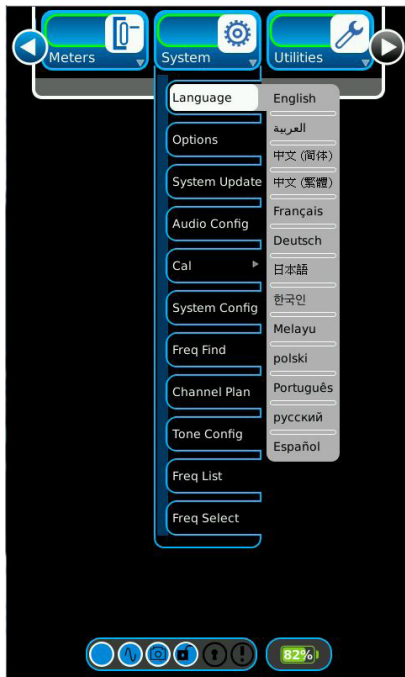 Meters
System
Utilities
Language
Options
System Update
Audio Config
Cal
System Config
Freq Find
Channel Plan
Tone Config
Freq List
Freq Select
English
العربية
中文 (简体)
中文 (繁體)
Français
Deutsch
日本語
한국인
Melayu
polski
Português
русский
Español
82%